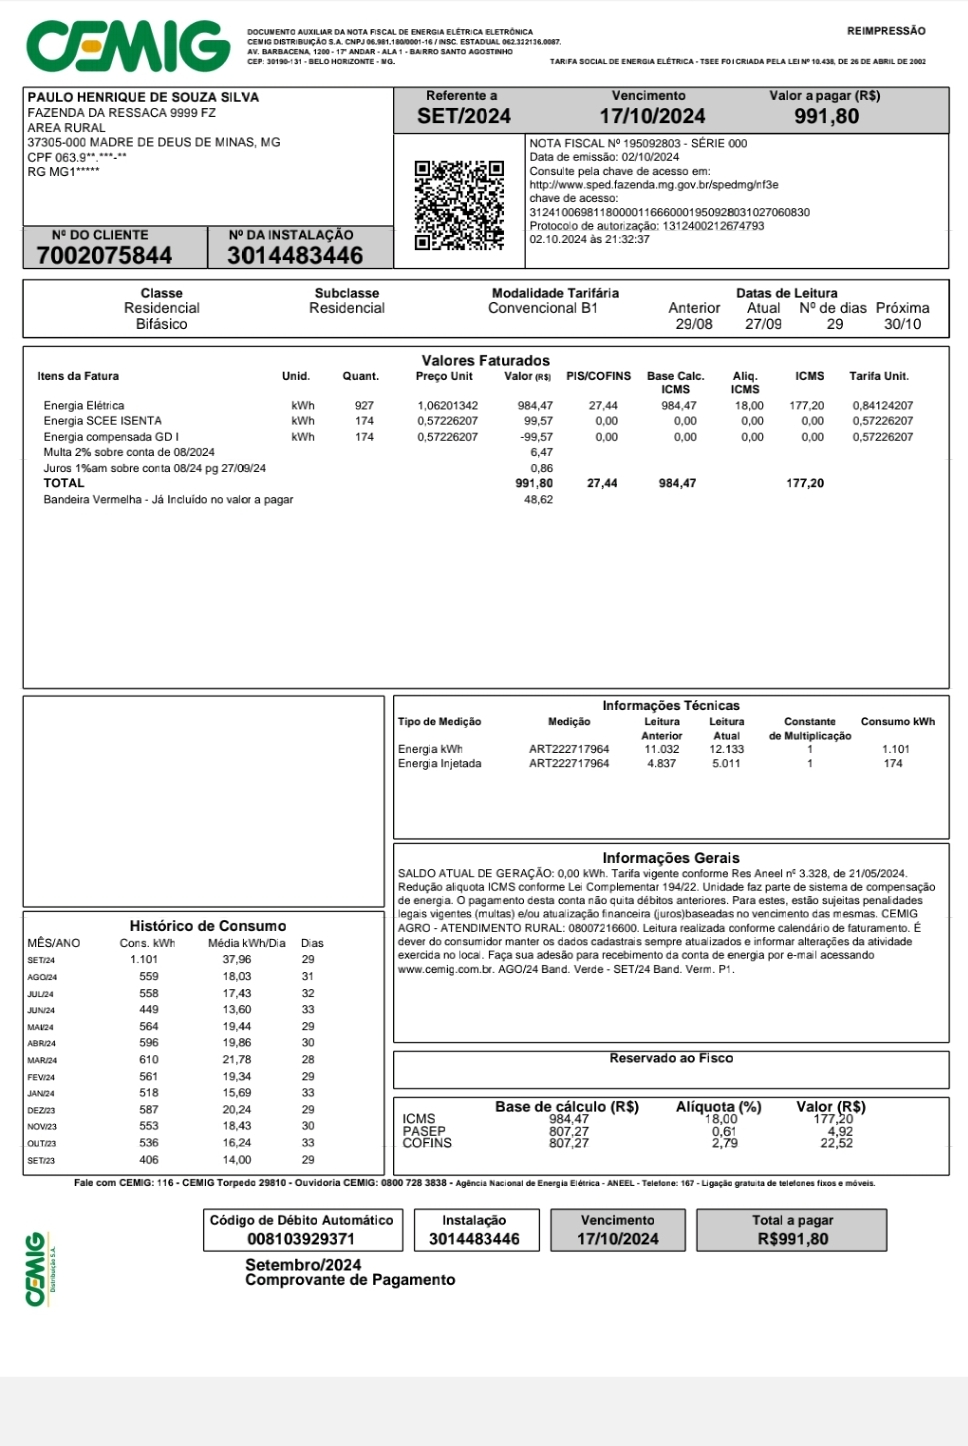 CEMIG
DOCUMENTO AUXILIAR DA NOTA FISCAL DE ENERGIA ELÉTRICA ELETRÔNICA
CEMIG DISTRIBUIÇÃO S.A. CNPJ 06.981.180/0001-16 / INSC. ESTADUAL 062.322136.0087.
AV. BARBACENA, 1200 - 17° ANDAR - ALA 1 - BAIRRO SANTO AGOSTINHO
CEP: 30190-131 - BELO HORIZONTE - MG.
REIMPRESSÃO
TARIFA SOCIAL DE ENERGIA ELÉTRICA - TSEE FOI CRIADA PELA LEI Nº 10.438, DE 26 DE ABRIL DE 2002
PAULO HENRIQUE DE SOUZA SILVA
FAZENDA DA RESSACA 9999 FZ
AREA RURAL
37305-000 MADRE DE DEUS DE MINAS, MG
CPF 063.9**.***-**
RG MG1*****
Nº DO CLIENTE Nº DA INSTALAÇÃO
7002075844 3014483446
Referente a Vencimento Valor a pagar (R$)
SET/2024 17/10/2024 991,80
NOTA FISCAL Nº 195092803 - SÉRIE 000
Data de emissão: 02/10/2024
Consulte pela chave de acesso em:
http://www.sped.fazenda.mg.gov.br/spedmg/nf3e
chave de acesso:
31241006981180000116660001950928031027060830
Protocolo de autorização: 1312400212674793
02.10.2024 às 21:32:37
Classe Subclasse Modalidade Tarifária Datas de Leitura
Residencial Residencial Convencional B1 Anterior Atual Nº de dias Próxima
Bifásico 29/08 27/09 29 30/10
Valores Faturados
Itens da Fatura Unid. Quant. Preço Unit Valor (R$) PIS/COFINS Base Calc. ICMS Aliq. ICMS ICMS Tarifa Unit.
Energia Elétrica kWh 927 1,06201342 984,47 27,44 984,47 18,00 177,20 0,84124207
Energia SCEE ISENTA kWh 174 0,57226207 99,57 0,00 0,00 0,00 0,00 0,57226207
Energia compensada GD I kWh 174 0,57226207 -99,57 0,00 0,00 0,00 0,00 0,57226207
Multa 2% sobre conta de 08/2024 6,47
Juros 1%am sobre conta 08/24 pg 27/09/24 0,86
TOTAL 991,80 27,44 984,47 177,20
Bandeira Vermelha - Já Incluído no valor a pagar 48,62
Informações Técnicas
Tipo de Medição Medição Leitura Anterior Leitura Atual Constante de Multiplicação Consumo kWh
Energia kWh ART222717964 11.032 12.133 1 1.101
Energia Injetada ART222717964 4.837 5.011 1 174
Informações Gerais
SALDO ATUAL DE GERAÇÃO: 0,00 kWh. Tarifa vigente conforme Res Aneel nº 3.328, de 21/05/2024.
Redução aliquota ICMS conforme Lei Complementar 194/22. Unidade faz parte de sistema de compensação
de energia. O pagamento desta conta não quita débitos anteriores. Para estes, estão sujeitas penalidades
legais vigentes (multas) e/ou atualização financeira (juros)baseadas no vencimento das mesmas. CEMIG
AGRO - ATENDIMENTO RURAL: 08007216600. Leitura realizada conforme calendário de faturamento. É
dever do consumidor manter os dados cadastrais sempre atualizados e informar alterações da atividade
exercida no local. Faça sua adesão para recebimento da conta de energia por e-mail acessando
www.cemig.com.br. AGO/24 Band. Verde - SET/24 Band. Verm. P1.
Histórico de Consumo
MÊS/ANO Cons. kWh Média kWh/Dia Dias
SET/24 1.101 37,96 29
AGO/24 559 18,03 31
JUL/24 558 17,43 32
JUN/24 449 13,60 33
MAI/24 564 19,44 29
ABR/24 596 19,86 30
MAR/24 610 21,78 28
FEV/24 561 19,34 29
JAN/24 518 15,69 33
DEZ/23 587 20,24 29
NOV/23 553 18,43 30
OUT/23 536 16,24 33
SET/23 406 14,00 29
Reservado ao Fisco
Base de cálculo (R$) Alíquota (%) Valor (R$)
ICMS 984,47 18,00 177,20
PASEP 807,27 0,61 4,92
COFINS 807,27 2,79 22,52
Fale com CEMIG: 116 - CEMIG Torpedo 29810 - Ouvidoria CEMIG: 0800 728 3838 - Agência Nacional de Energia Elétrica - ANEEL - Telefone: 167 - Ligação gratuita de telefones fixos e móveis.
CEMIG
Distribuição S.A.
Código de Débito Automático Instalação Vencimento Total a pagar
008103929371 3014483446 17/10/2024 R$991,80
Setembro/2024
Comprovante de Pagamento